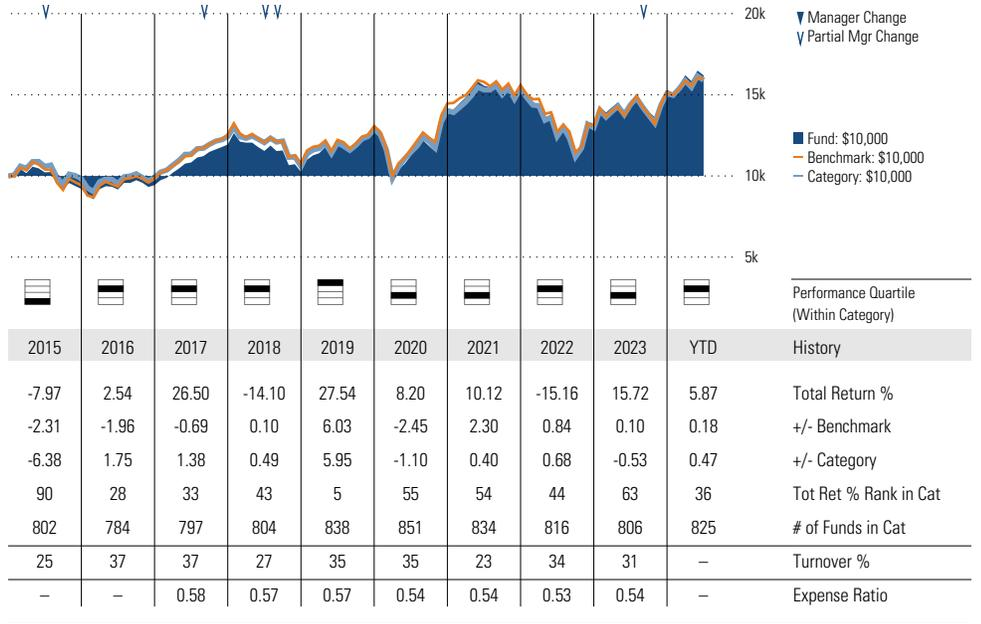 20k
15k
10k
5k
Manager Change
Partial Mgr Change
Fund: $10,000
Benchmark: $10,000
Category: $10,000
Performance Quartile
(Within Category)
2015 2016 2017 2018 2019 2020 2021 2022 2023 YTD History
-7.97 2.54 26.50 -14.10 27.54 8.20 10.12 -15.16 15.72 5.87 Total Return %
-2.31 -1.96 -0.69 0.10 6.03 -2.45 2.30 0.84 0.10 0.18 +/- Benchmark
-6.38 1.75 1.38 0.49 5.95 -1.10 0.40 0.68 -0.53 0.47 +/- Category
90 28 33 43 5 55 54 44 63 36 Tot Ret % Rank in Cat
802 784 797 804 838 851 834 816 806 825 # of Funds in Cat
25 37 37 27 35 35 23 34 31 – Turnover %
– – 0.58 0.57 0.57 0.54 0.54 0.53 0.54 – Expense Ratio